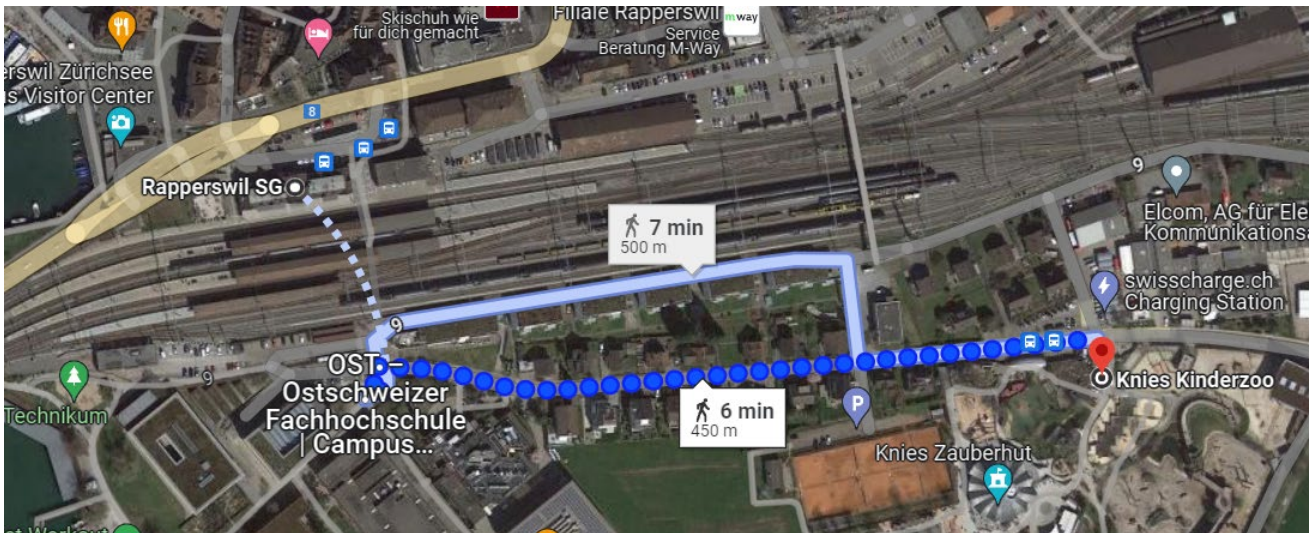 Skischuh wie
für dich gemacht
Filiale Rapperswil
Service
Beratung M-Way
mway
erswil Zürichsee
us Visitor Center
8
Rapperswil SG
9
Elcom, AG für Ele
Kommunikationsa
7 min
500 m
swisscharge.ch
Charging Station
9
9
OST –
Ostschweizer
Fachhochschule
| Campus...
Technikum
Knies Kinderzoo
6 min
450 m
P
Knies Zauberhut